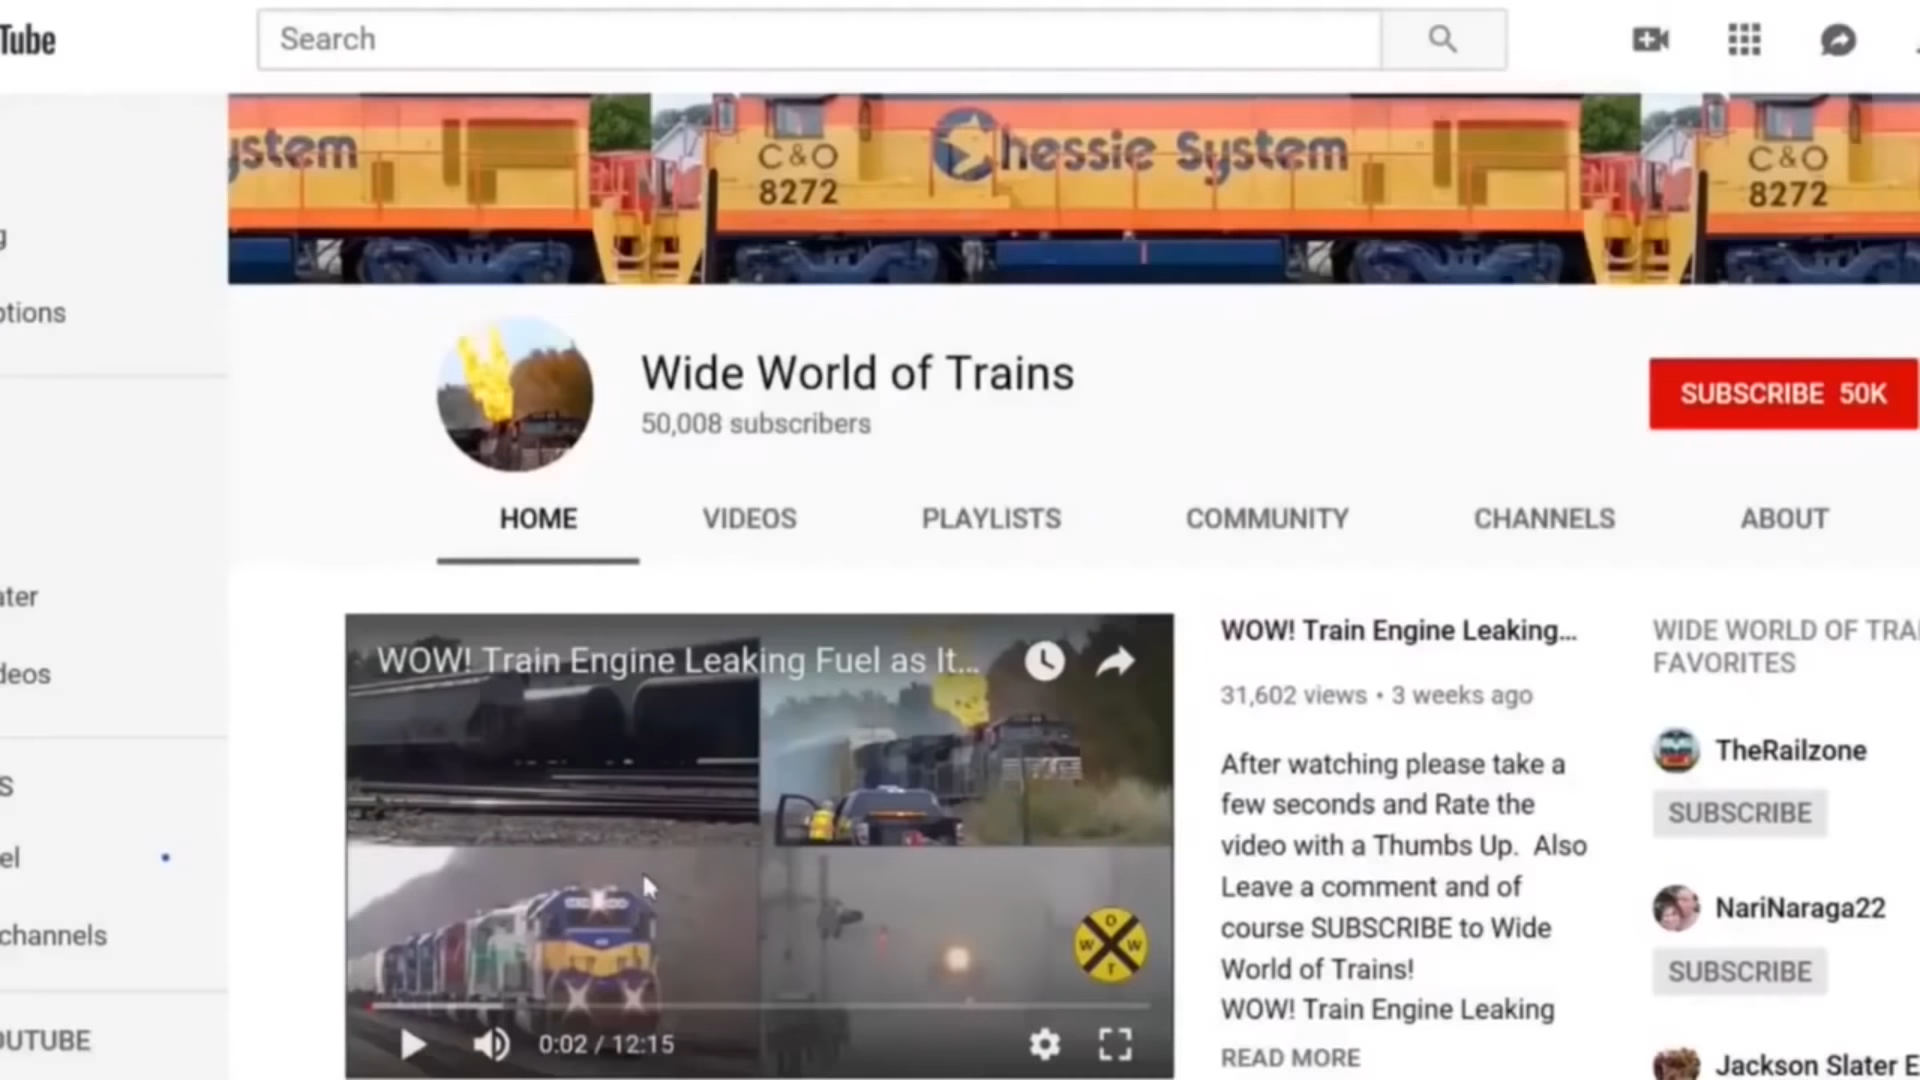 Tube
Search
ystem
C&O
8272
Chessie System
C&O
8272
Wide World of Trains
50,008 subscribers
SUBSCRIBE 50K
HOME
VIDEOS
PLAYLISTS
COMMUNITY
CHANNELS
ABOUT
g
ptions
ater
deos
S
el
channels
OUTUBE
WOW! Train Engine Leaking Fuel as It...
O
W W
T
0:02 / 12:15
WOW! Train Engine Leaking...
31,602 views • 3 weeks ago
After watching please take a
few seconds and Rate the
video with a Thumbs Up. Also
Leave a comment and of
course SUBSCRIBE to Wide
World of Trains!
WOW! Train Engine Leaking
READ MORE
WIDE WORLD OF TRA
FAVORITES
TheRailzone
SUBSCRIBE
NariNaraga22
SUBSCRIBE
Jackson Slater E